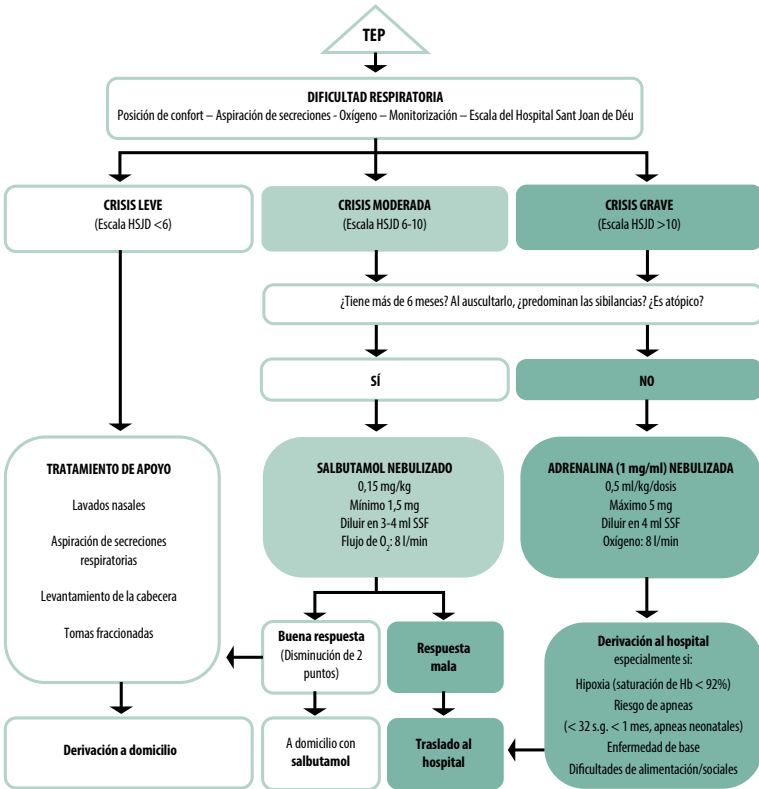 TEP
DIFICULTAD RESPIRATORIA
Posición de confort – Aspiración de secreciones - Oxígeno – Monitorización – Escala del Hospital Sant Joan de Déu
CRISIS LEVE
(Escala HSJD <6)
CRISIS MODERADA
(Escala HSJD 6-10)
CRISIS GRAVE
(Escala HSJD >10)
¿Tiene más de 6 meses? Al auscultarlo, ¿predominan las sibilancias? ¿Es atópico?
SÍ
NO
TRATAMIENTO DE APOYO
Lavados nasales
Aspiración de secreciones
respiratorias
Levantamiento de la cabecera
Tomas fraccionadas
SALBUTAMOL NEBULIZADO
0,15 mg/kg
Mínimo 1,5 mg
Diluir en 3-4 ml SSF
Flujo de O₂: 8 l/min
ADRENALINA (1 mg/ml) NEBULIZADA
0,5 ml/kg/dosis
Máximo 5 mg
Diluir en 4 ml SSF
Oxígeno: 8 l/min
Buena respuesta
(Disminución de 2
puntos)
Respuesta
mala
Derivación al hospital
especialmente si:
Hipoxia (saturación de Hb < 92%)
Riesgo de apneas
(< 32 s.g. < 1 mes, apneas neonatales)
Enfermedad de base
Dificultades de alimentación/sociales
Derivación a domicilio
A domicilio con
salbutamol
Traslado al
hospital